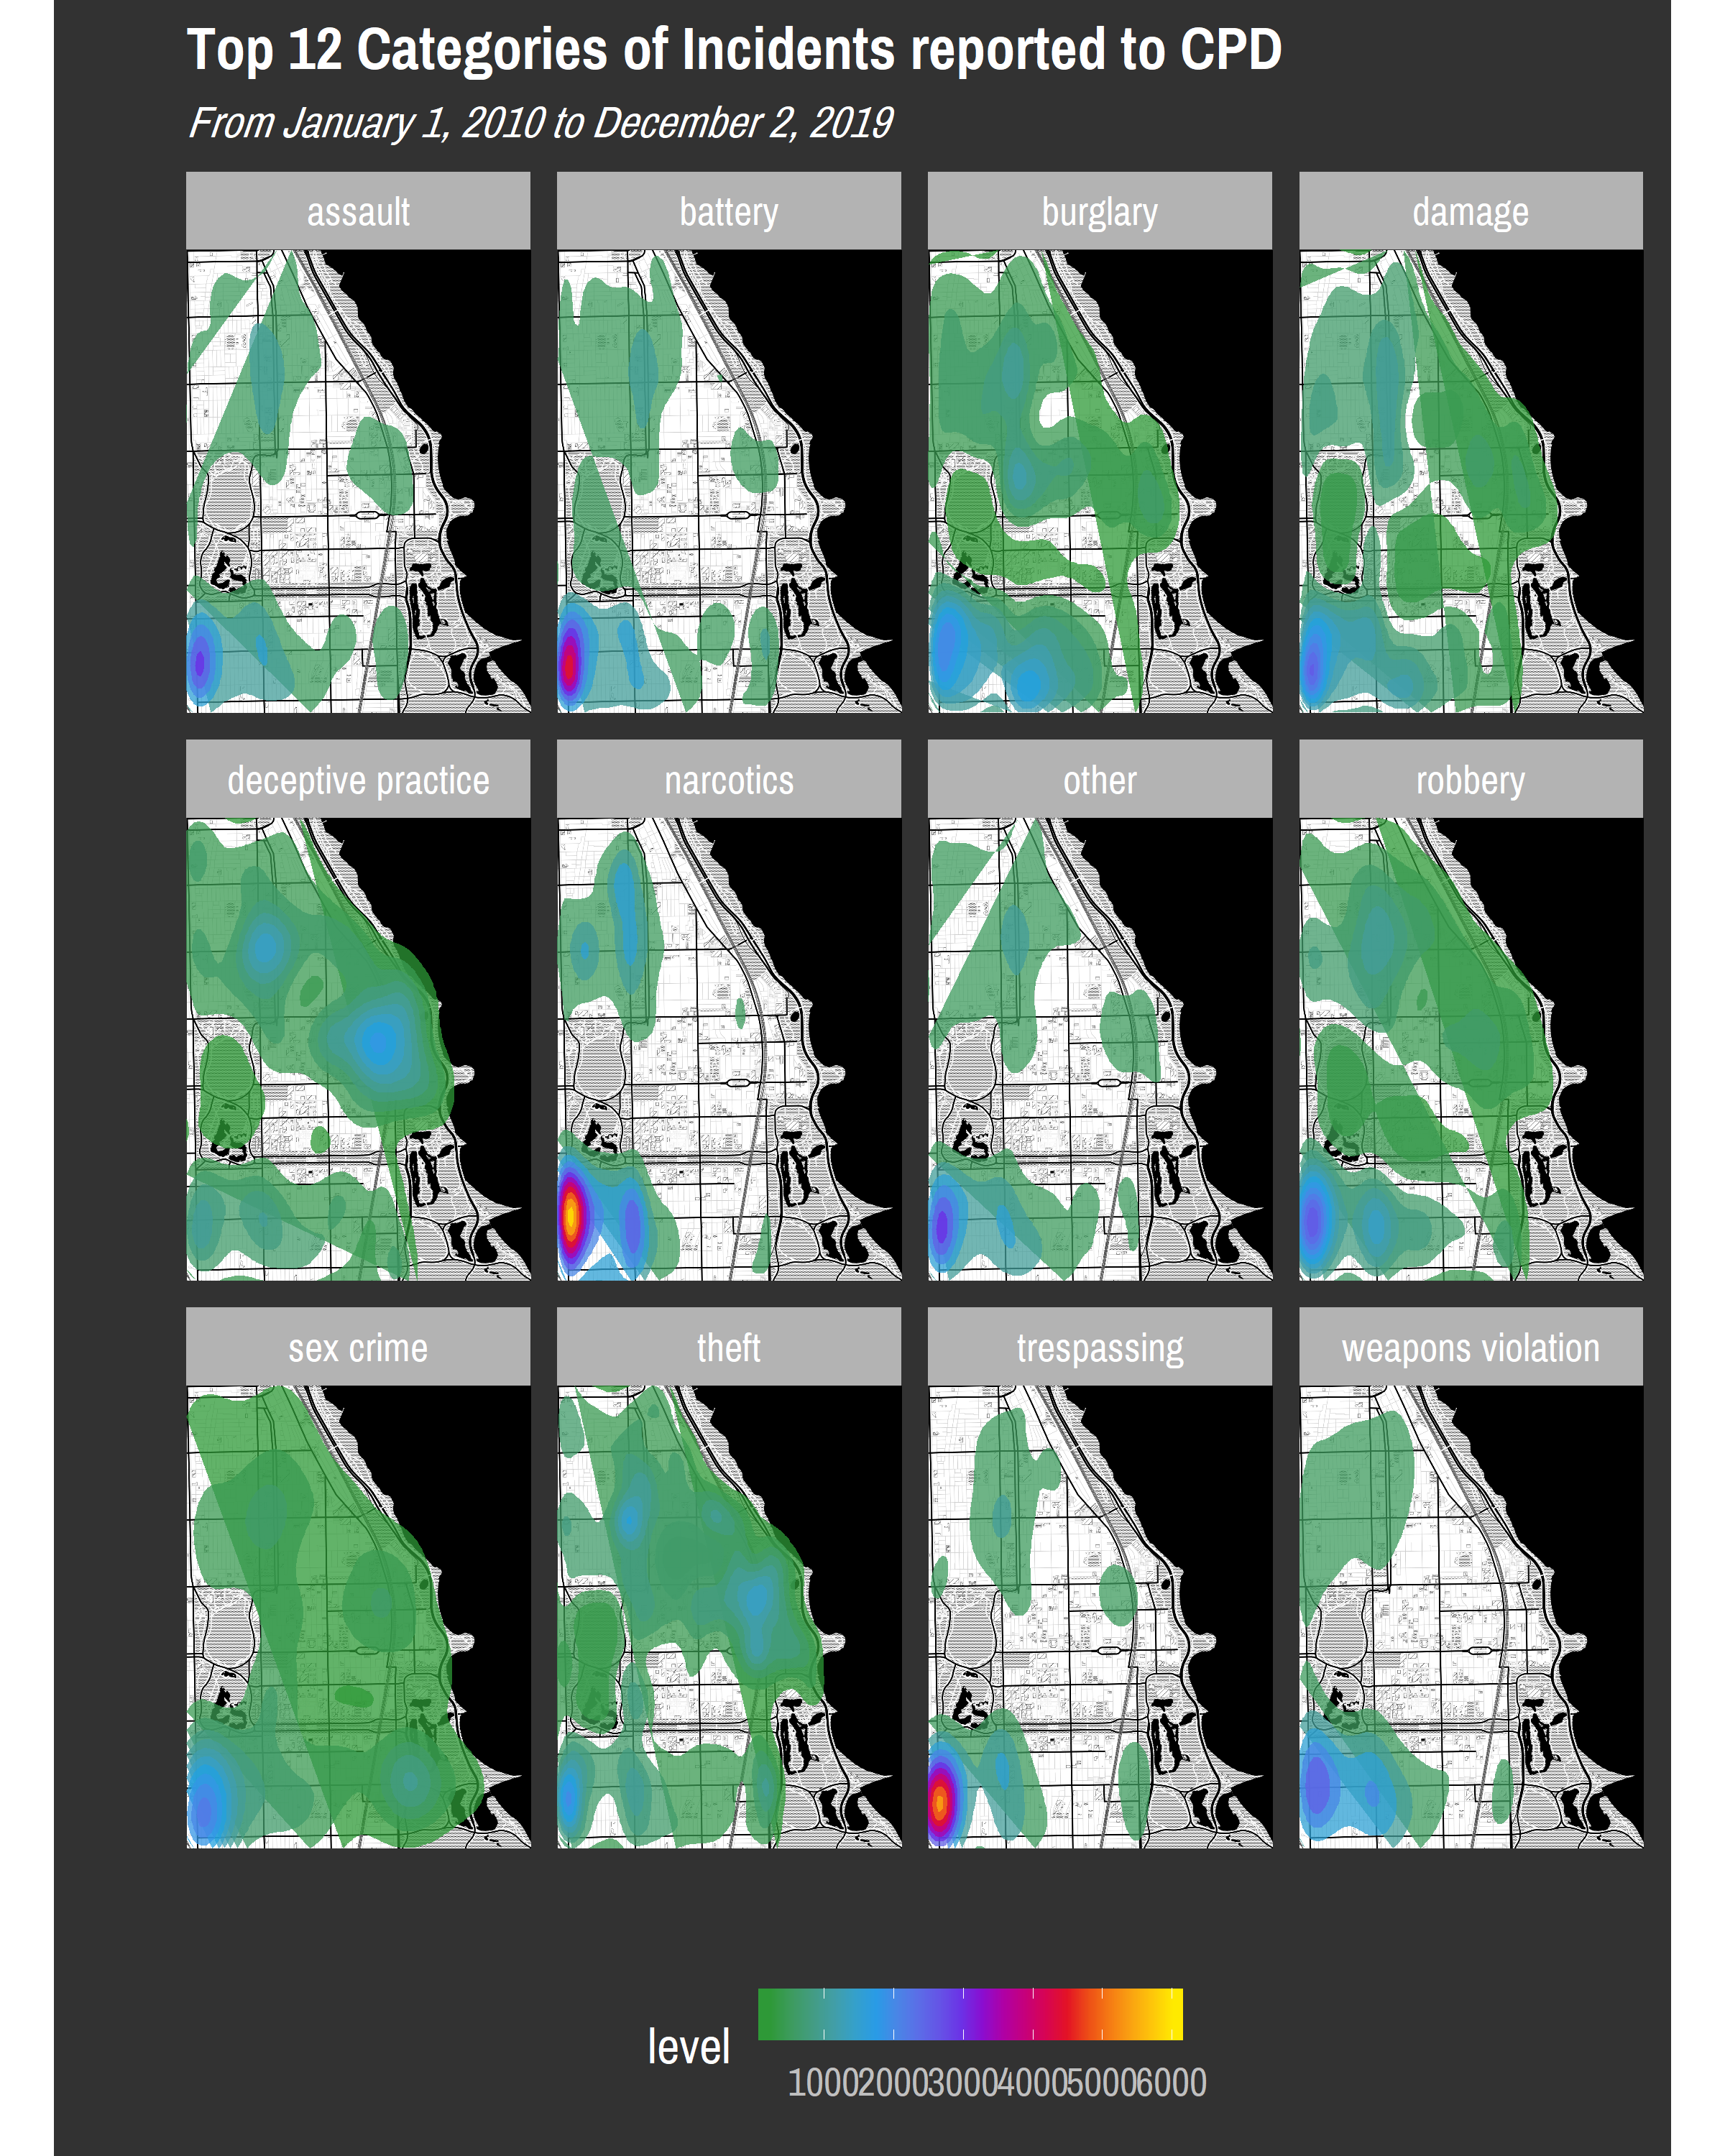 Top 12 Categories of Incidents reported to CPD
From January 1, 2010 to December 2, 2019
assault battery burglary damage
deceptive practice narcotics other robbery
sex crime theft trespassing weapons violation
level
1000 2000 3000 4000 5000 6000